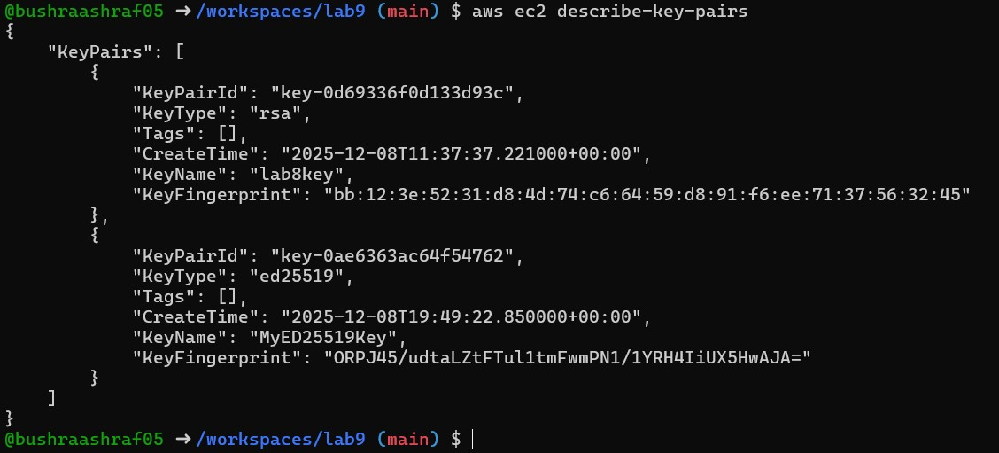 @bushraashraf05 ➜ /workspaces/lab9 (main) $ aws ec2 describe-key-pairs
{
    "KeyPairs": [
        {
            "KeyPairId": "key-0d69336f0d133d93c",
            "KeyType": "rsa",
            "Tags": [],
            "CreateTime": "2025-12-08T11:37:37.221000+00:00",
            "KeyName": "lab8key",
            "KeyFingerprint": "bb:12:3e:52:31:d8:4d:74:c6:64:59:d8:91:f6:ee:71:37:56:32:45"
        },
        {
            "KeyPairId": "key-0ae6363ac64f54762",
            "KeyType": "ed25519",
            "Tags": [],
            "CreateTime": "2025-12-08T19:49:22.850000+00:00",
            "KeyName": "MyED25519Key",
            "KeyFingerprint": "ORPJ45/udtaLZtFTul1tmFwmPN1/1YRH4IiUX5HwAJA="
        }
    ]
}
@bushraashraf05 ➜ /workspaces/lab9 (main) $